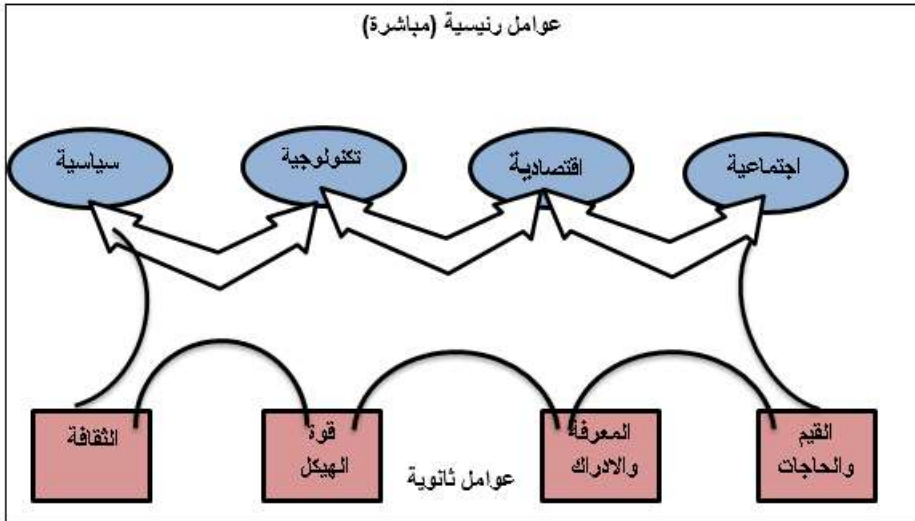 عوامل رئيسية (مباشرة)
اجتماعية
اقتصادية
تكنولوجية
سياسية
القيم
والحاجات
المعرفة
والادراك
قوة
الهيكل
الثقافة
عوامل ثانوية